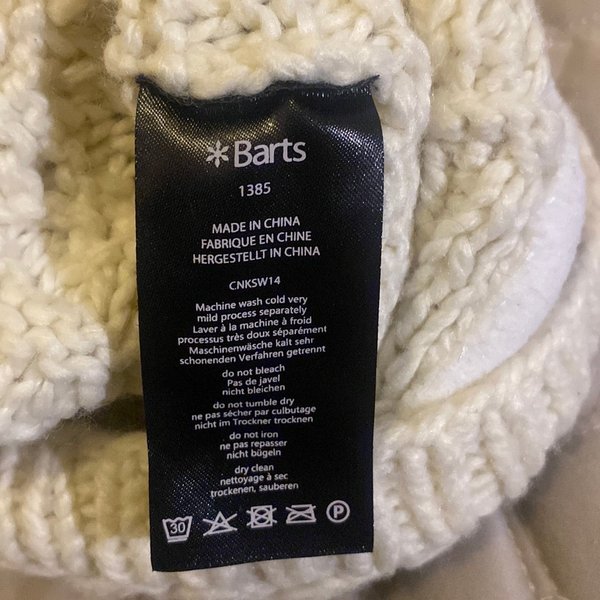 Barts
1385
MADE IN CHINA
FABRIQUE EN CHINE
HERGESTELLT IN CHINA
CNKSW14
Machine wash cold very
mild process separately
Laver à la machine à froid
processus très doux séparément
Maschinenwäsche kalt sehr
schonenden Verfahren getrennt
do not bleach
Pas de javel
nicht bleichen
do not tumble dry
ne pas sécher par culbutage
nicht im Trockner trocknen
do not iron
ne pas repasser
nicht bügeln
dry clean
nettoyage à sec
trockenen, sauberen
30 P